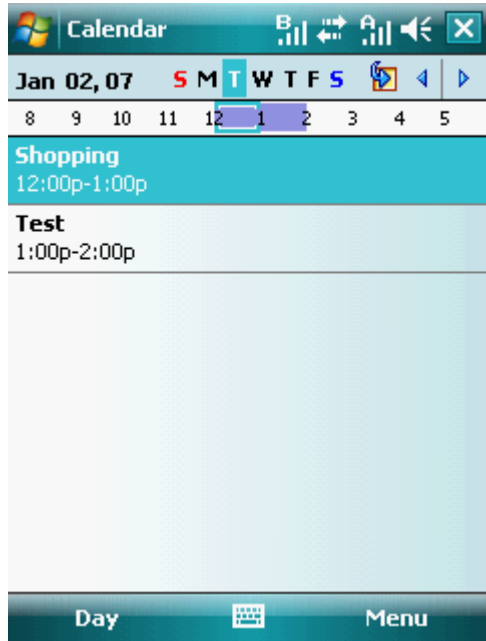 Calendar B A
Jan 02, 07 S M T W T F S
8 9 10 11 12 1 2 3 4 5
Shopping
12:00p-1:00p
Test
1:00p-2:00p
Day Menu